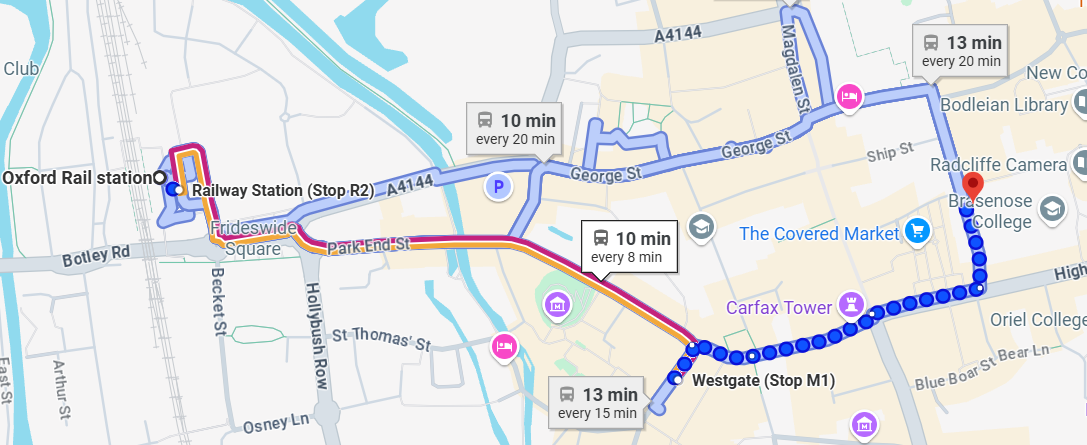 Club
A4144
Magdalen St
13 min
every 20 min
New Co
Bodleian Library
10 min
every 20 min
George St
Ship St
Radcliffe Camera
Oxford Rail station
Railway Station (Stop R2)
A4144
P
George St
Brasenose
College
Frideswide
Square
Park End St
10 min
every 8 min
The Covered Market
Botley Rd
Becket St
Hollybush Row
Carfax Tower
High
Oriel College
St Thomas' St
East St
Arthur St
Westgate (Stop M1)
Blue Boar St
Bear Ln
13 min
every 15 min
Osney Ln